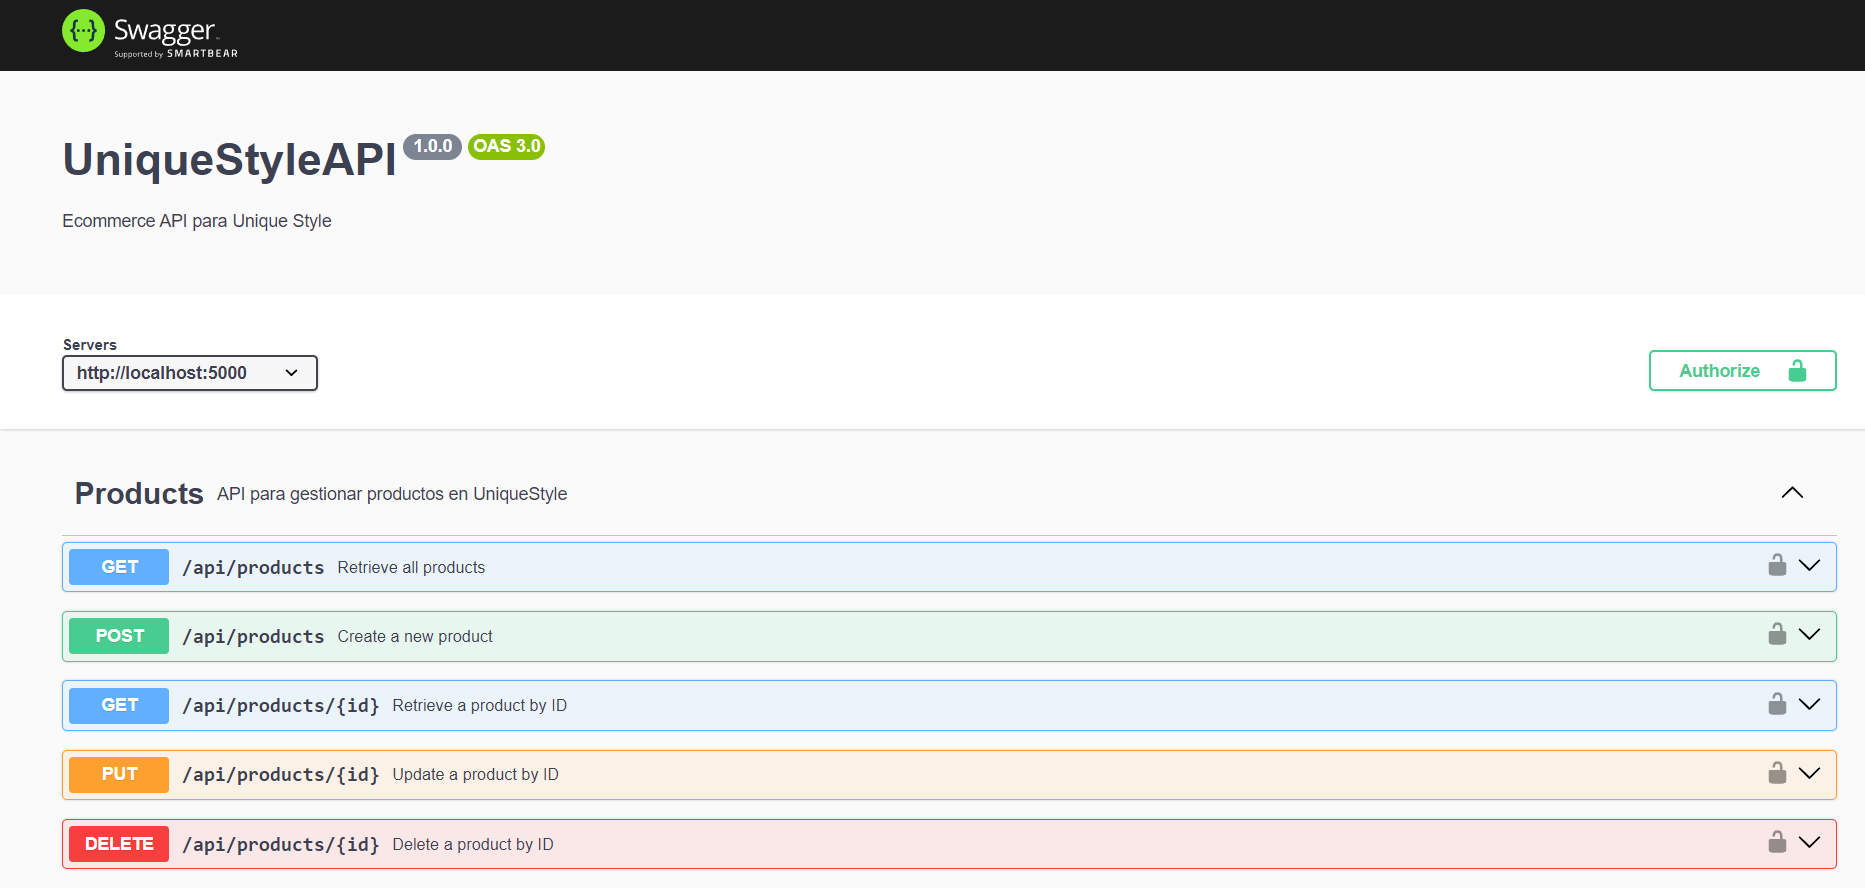 {···} Swagger™
Supported by SMARTBEAR
UniqueStyleAPI 1.0.0 OAS 3.0
Ecommerce API para Unique Style
Servers
http://localhost:5000
Authorize
Products API para gestionar productos en UniqueStyle
GET /api/products Retrieve all products
POST /api/products Create a new product
GET /api/products/{id} Retrieve a product by ID
PUT /api/products/{id} Update a product by ID
DELETE /api/products/{id} Delete a product by ID